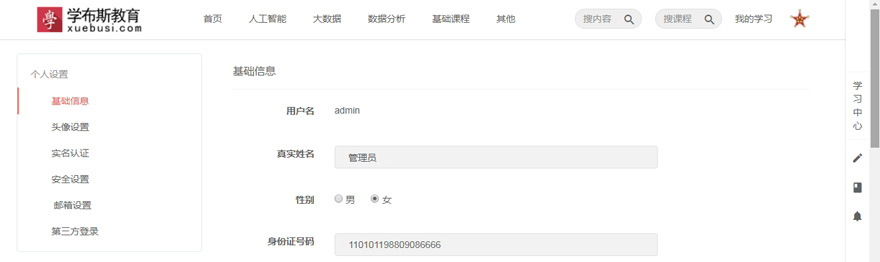 學 学布斯教育
xuebusi.com
首页 人工智能 大数据 数据分析 基础课程 其他 搜内容 搜课程 我的学习
个人设置
基础信息
头像设置
实名认证
安全设置
邮箱设置
第三方登录
基础信息
用户名 admin
真实姓名 管理员
性别 男 女
身份证号码 110101198809086666
学
习
中
心